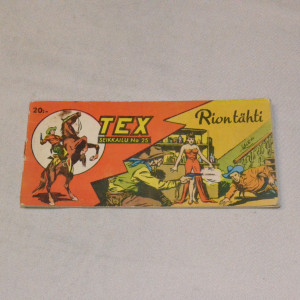 20:-
TEX
SEIKKAILU No 25
Rion tähti